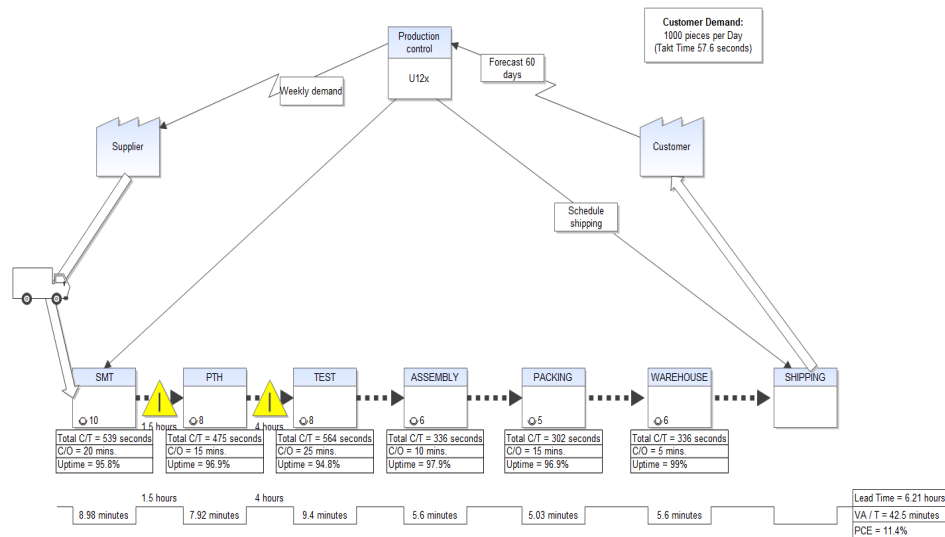 Customer Demand:
1000 pieces per Day
(Takt Time 57.6 seconds)
Production
control
U12x
Forecast 60
days
Weekly demand
Supplier
Customer
Schedule
shipping
SMT
PTH
TEST
ASSEMBLY
PACKING
WAREHOUSE
SHIPPING
10
8
8
6
5
6
1.5 hours
4 hours
Total C/T = 539 seconds
C/O = 20 mins.
Uptime = 95.8%
Total C/T = 475 seconds
C/O = 15 mins.
Uptime = 96.9%
Total C/T = 564 seconds
C/O = 25 mins.
Uptime = 94.8%
Total C/T = 336 seconds
C/O = 10 mins.
Uptime = 97.9%
Total C/T = 302 seconds
C/O = 15 mins.
Uptime = 96.9%
Total C/T = 336 seconds
C/O = 5 mins.
Uptime = 99%
1.5 hours
4 hours
8.98 minutes
7.92 minutes
9.4 minutes
5.6 minutes
5.03 minutes
5.6 minutes
Lead Time = 6.21 hours
VA / T = 42.5 minutes
PCE = 11.4%